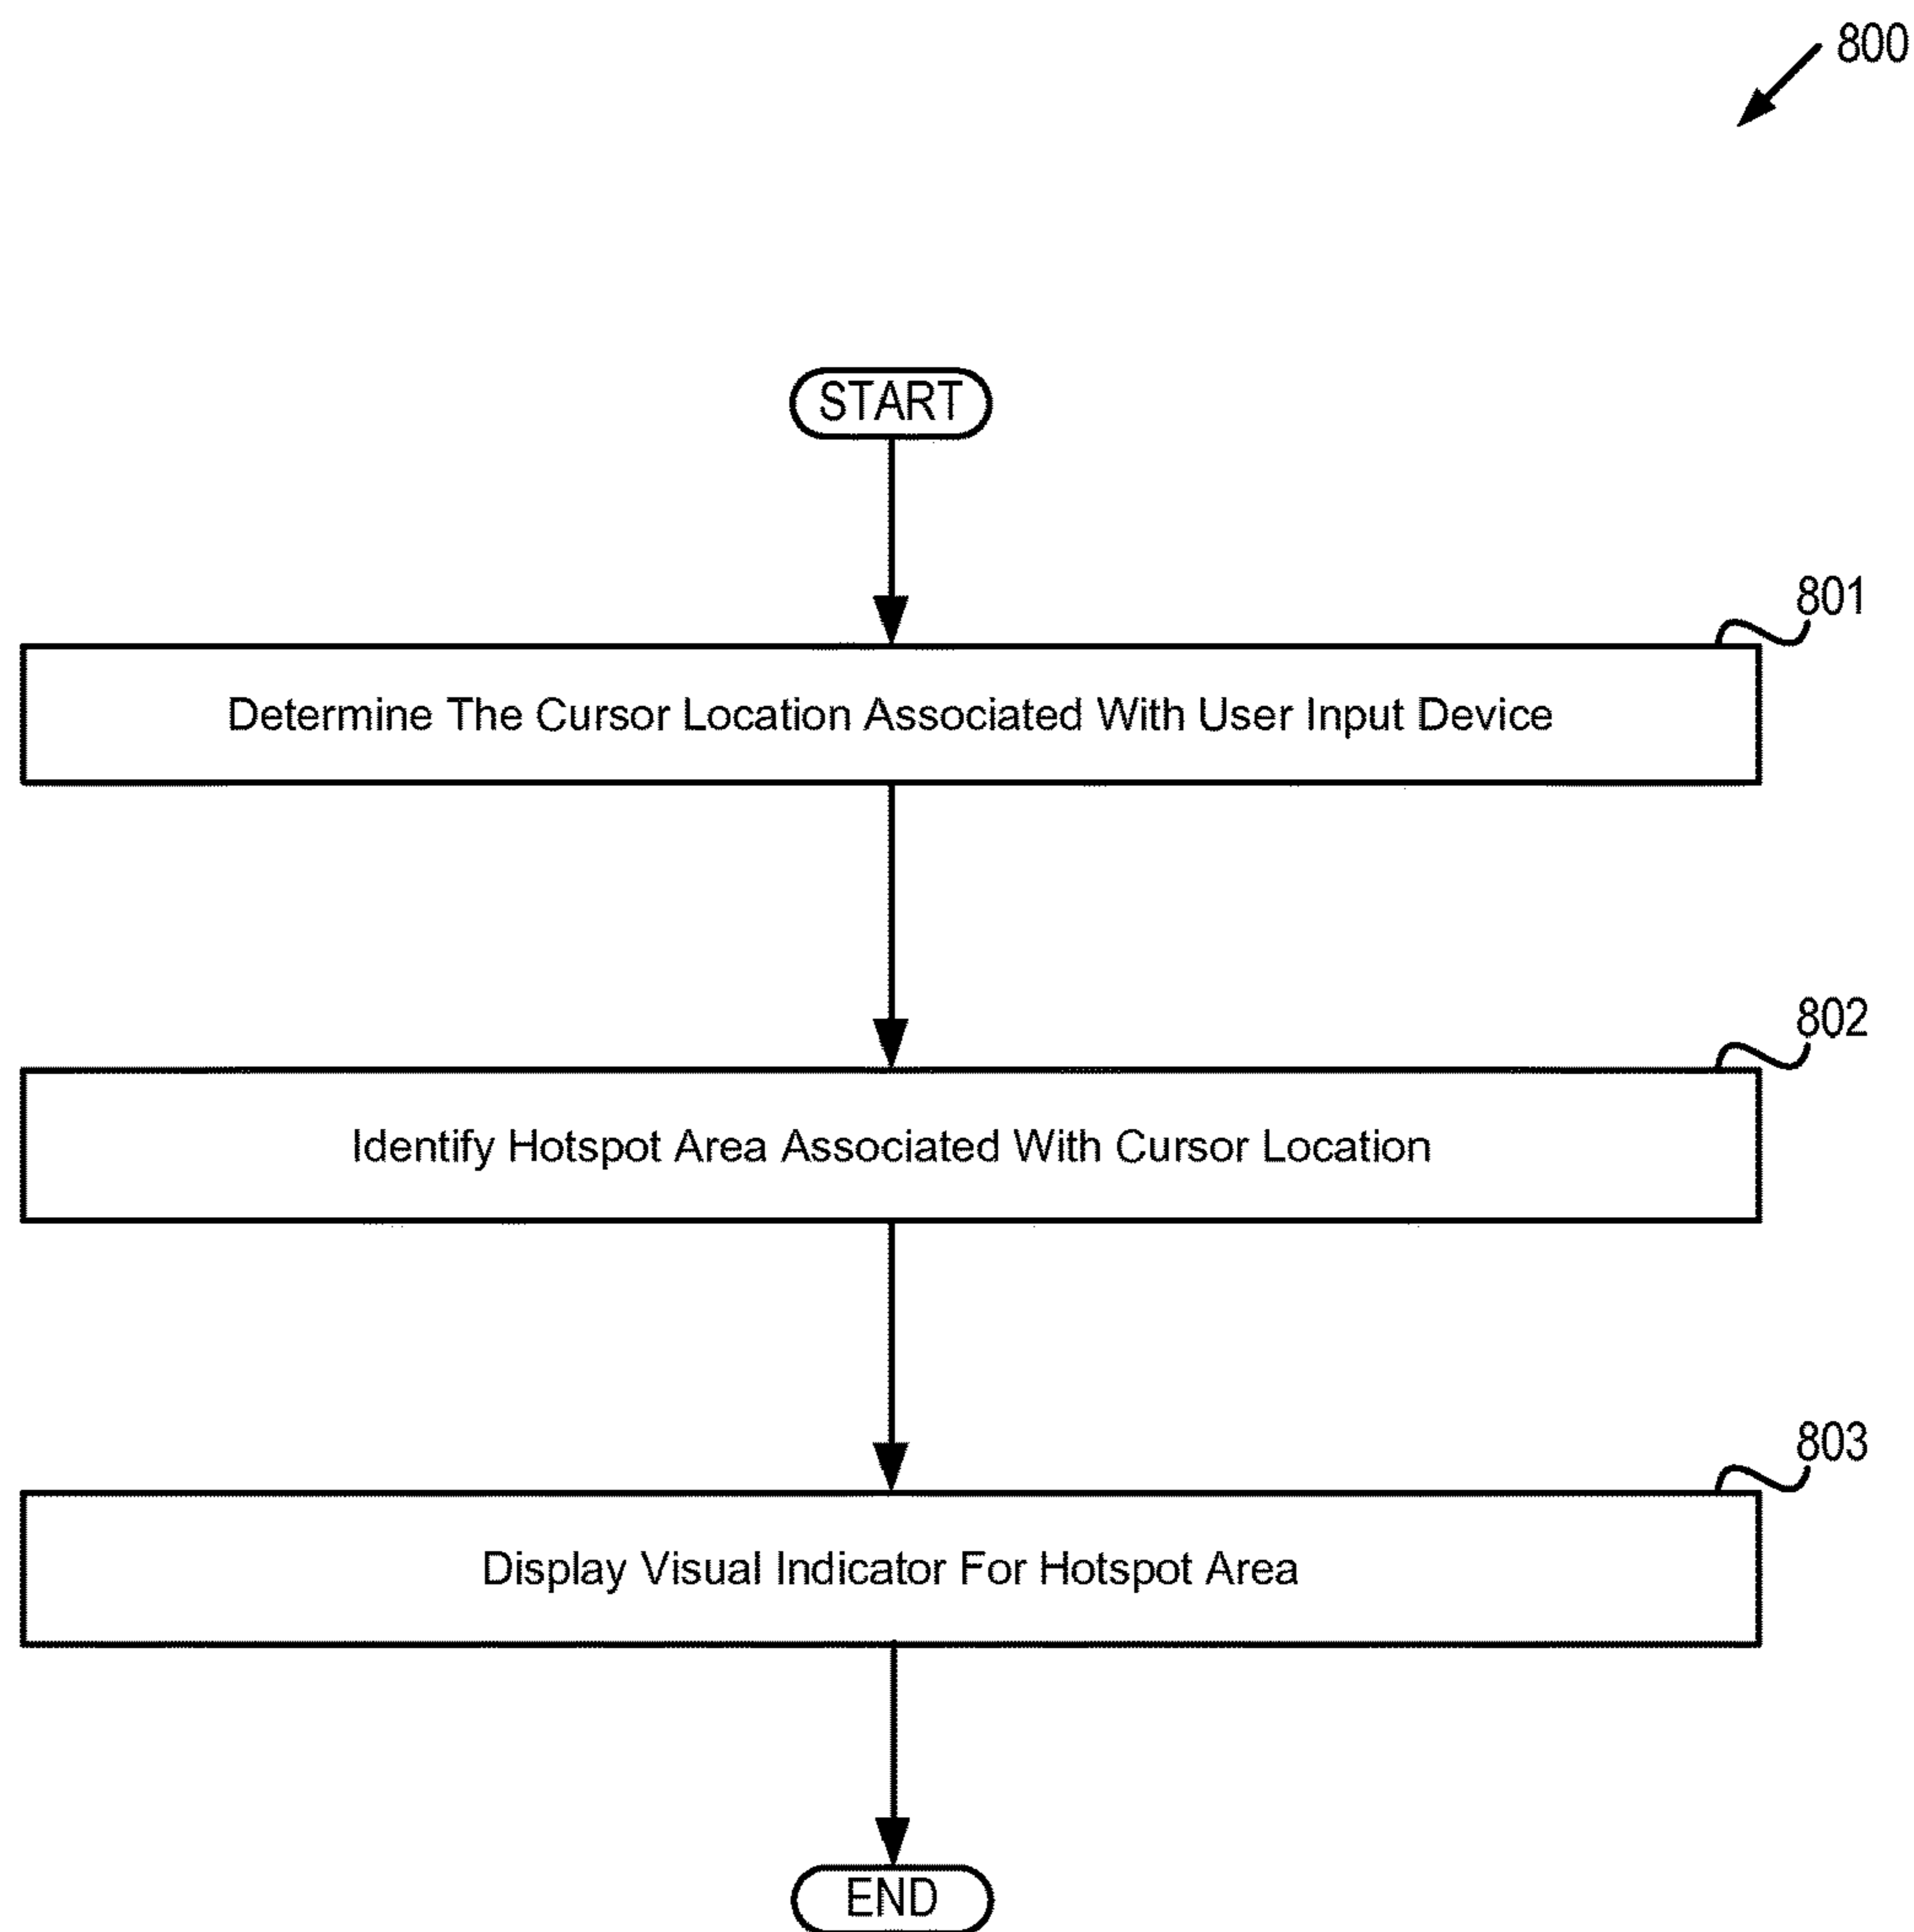 800
START
801
Determine The Cursor Location Associated With User Input Device
802
Identify Hotspot Area Associated With Cursor Location
803
Display Visual Indicator For Hotspot Area
END